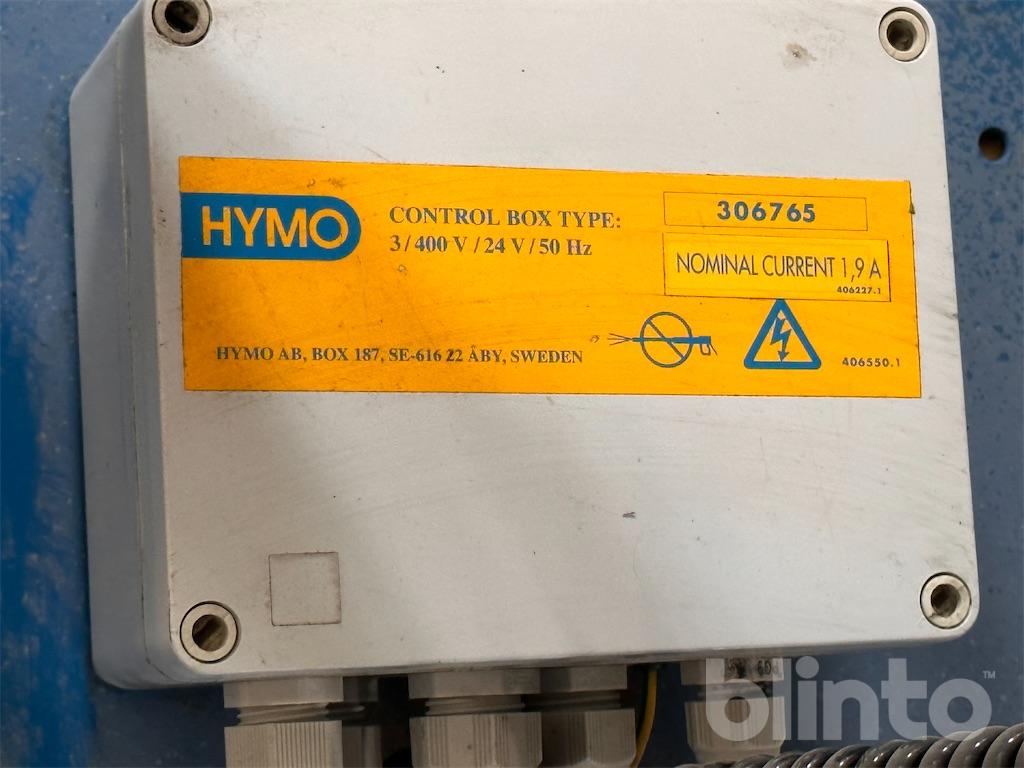 HYMO
CONTROL BOX TYPE:
3/400 V/24 V/50 Hz
306765
NOMINAL CURRENT 1,9 A
406227.1
HYMO AB, BOX 187, SE-616 22 ÅBY, SWEDEN
406550.1
blinto™